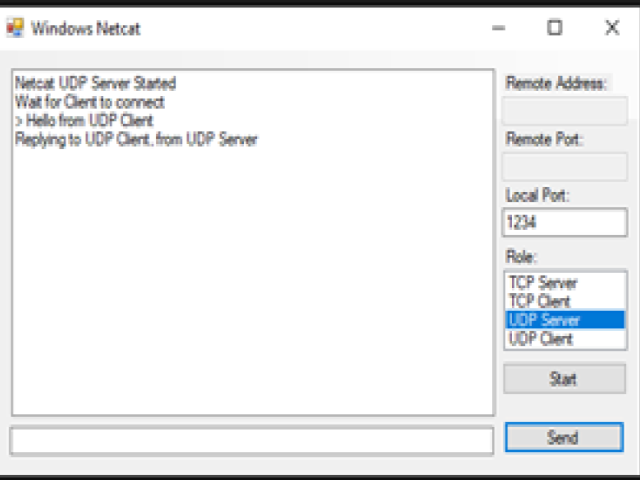 Windows Netcat
Netcat UDP Server Started
Wait for Client to connect
> Hello from UDP Client
Replying to UDP Client, from UDP Server
Remote Address:
Remote Port:
Local Port:
1234
Role:
TCP Server
TCP Client
UDP Server
UDP Client
Start
Send